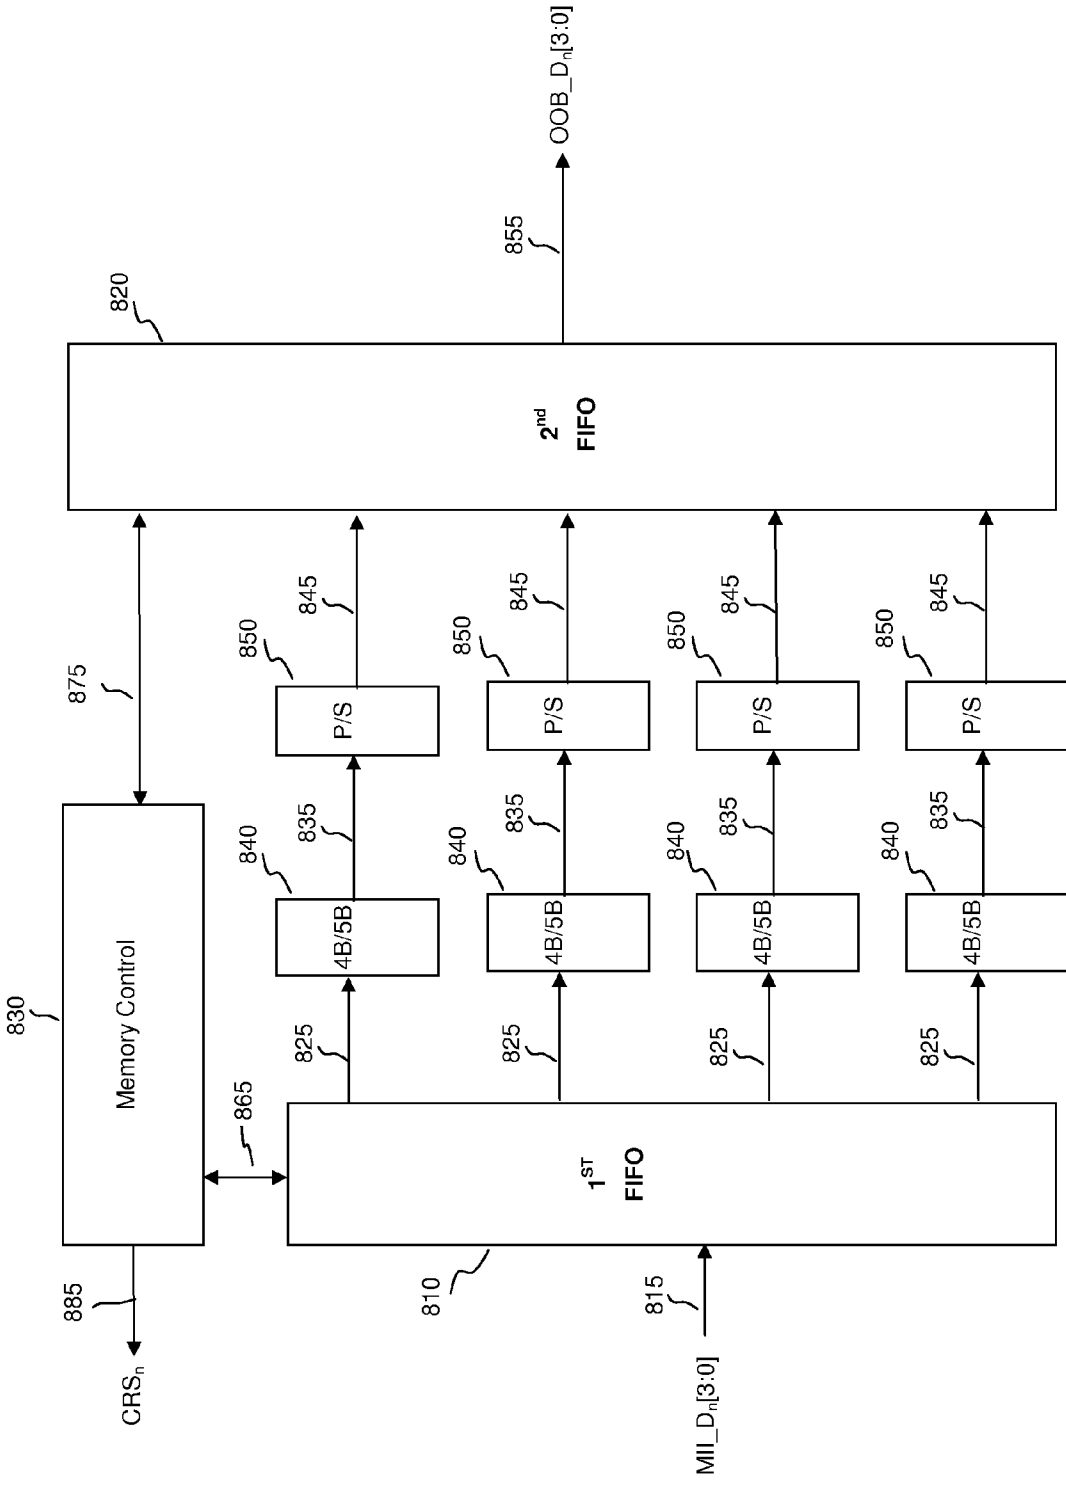 830
Memory Control
885
CRSₙ
875
865
820
2ⁿᵈ
FIFO
855
OOB_Dₙ[3:0]
1ˢᵀ
FIFO
810
815
MII_Dₙ[3:0]
825
840
4B/5B
835
850
P/S
845
825
840
4B/5B
835
850
P/S
845
825
840
4B/5B
835
850
P/S
845
825
840
4B/5B
835
850
P/S
845